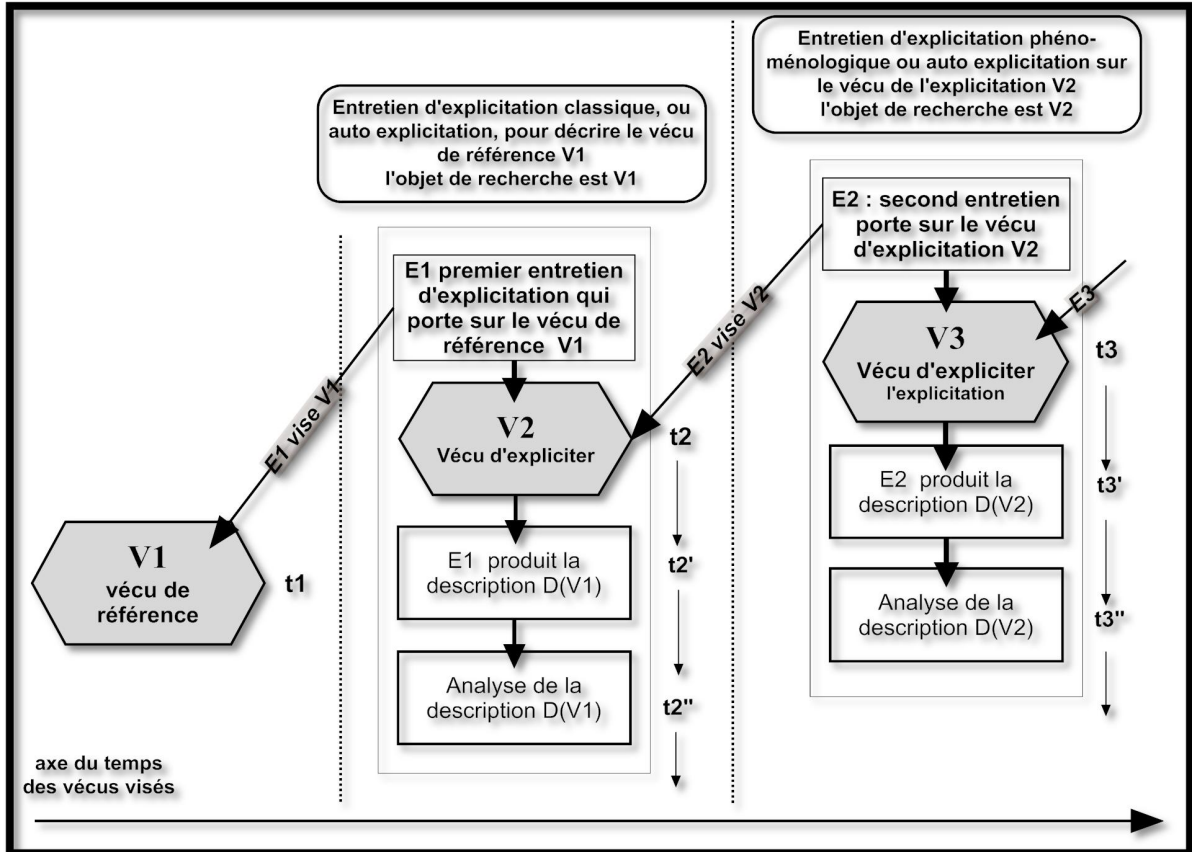 Entretien d'explicitation phéno-
ménologique ou auto explicitation sur
le vécu de l'explicitation V2
l'objet de recherche est V2
Entretien d'explicitation classique, ou
auto explicitation, pour décrire le vécu
de référence V1
l'objet de recherche est V1
E1 vise V1
V1
vécu de
référence
t1
E1 premier entretien
d'explicitation qui
porte sur le vécu de
référence V1
V2
Vécu d'expliciter
E1 produit la
description D(V1)
Analyse de la
description D(V1)
t2
t2'
t2"
E2 vise V2
E2 : second entretien
porte sur le vécu
d'explicitation V2
E3
V3
Vécu d'expliciter
l'explicitation
E2 produit la
description D(V2)
Analyse de la
description D(V2)
t3
t3'
t3"
axe du temps
des vécus visés